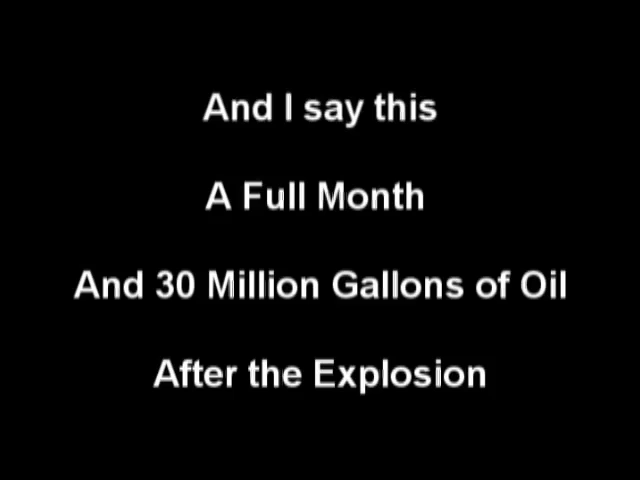 And I say this
A Full Month
And 30 Million Gallons of Oil
After the Explosion